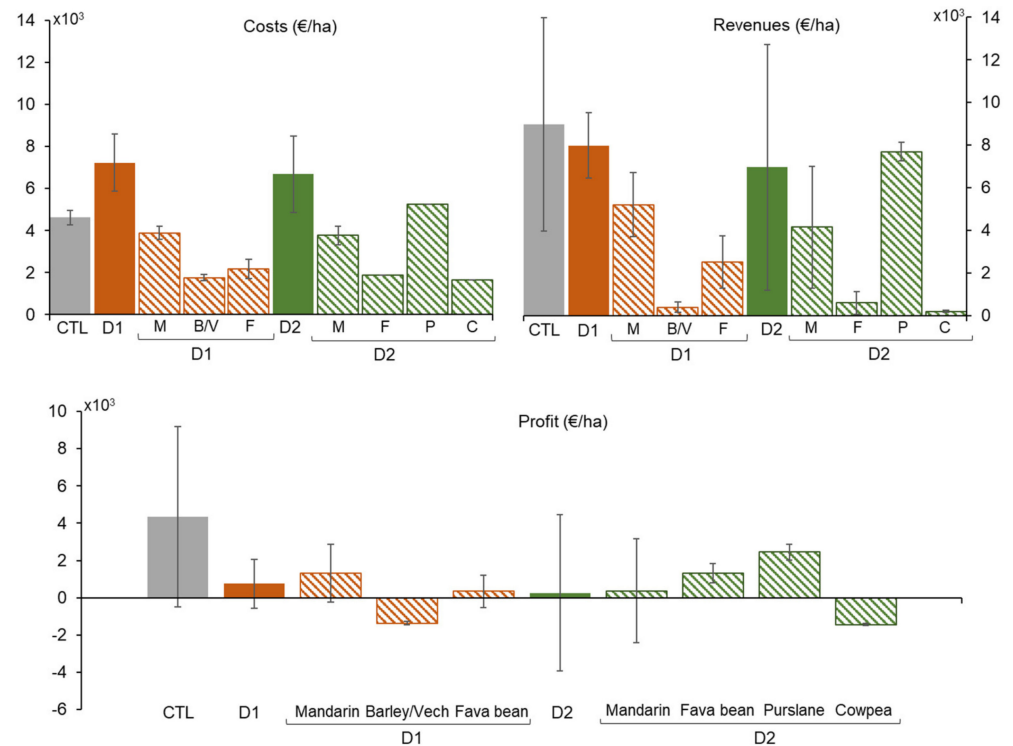 Costs (€/ha)
x10³
14
12
10
8
6
4
2
0
CTL D1 M B/V F D2 M F P C
D1 D2
Revenues (€/ha)
x10³
14
12
10
8
6
4
2
0
CTL D1 M B/V F D2 M F P C
D1 D2
Profit (€/ha)
x10³
10
8
6
4
2
0
-2
-4
-6
CTL D1 Mandarin Barley/Vech Fava bean D2 Mandarin Fava bean Purslane Cowpea
D1 D2